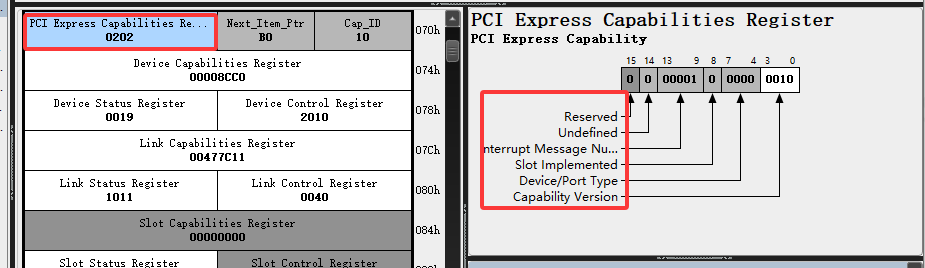 PCI Express Capabilities Re... Next_Item_Ptr Cap_ID
0202 B0 10 070h
Device Capabilities Register
00008CC0 074h
Device Status Register Device Control Register
0019 2010 078h
Link Capabilities Register
00477C11 07Ch
Link Status Register Link Control Register
1011 0040 080h
Slot Capabilities Register
00000000 084h
Slot Status Register Slot Control Register
PCI Express Capabilities Register
PCI Express Capability
15 14 13 9 8 7 4 3 0
0 0 00001 0 0000 0010
Reserved
Undefined
nterrupt Message Nu...
Slot Implemented
Device/Port Type
Capability Version